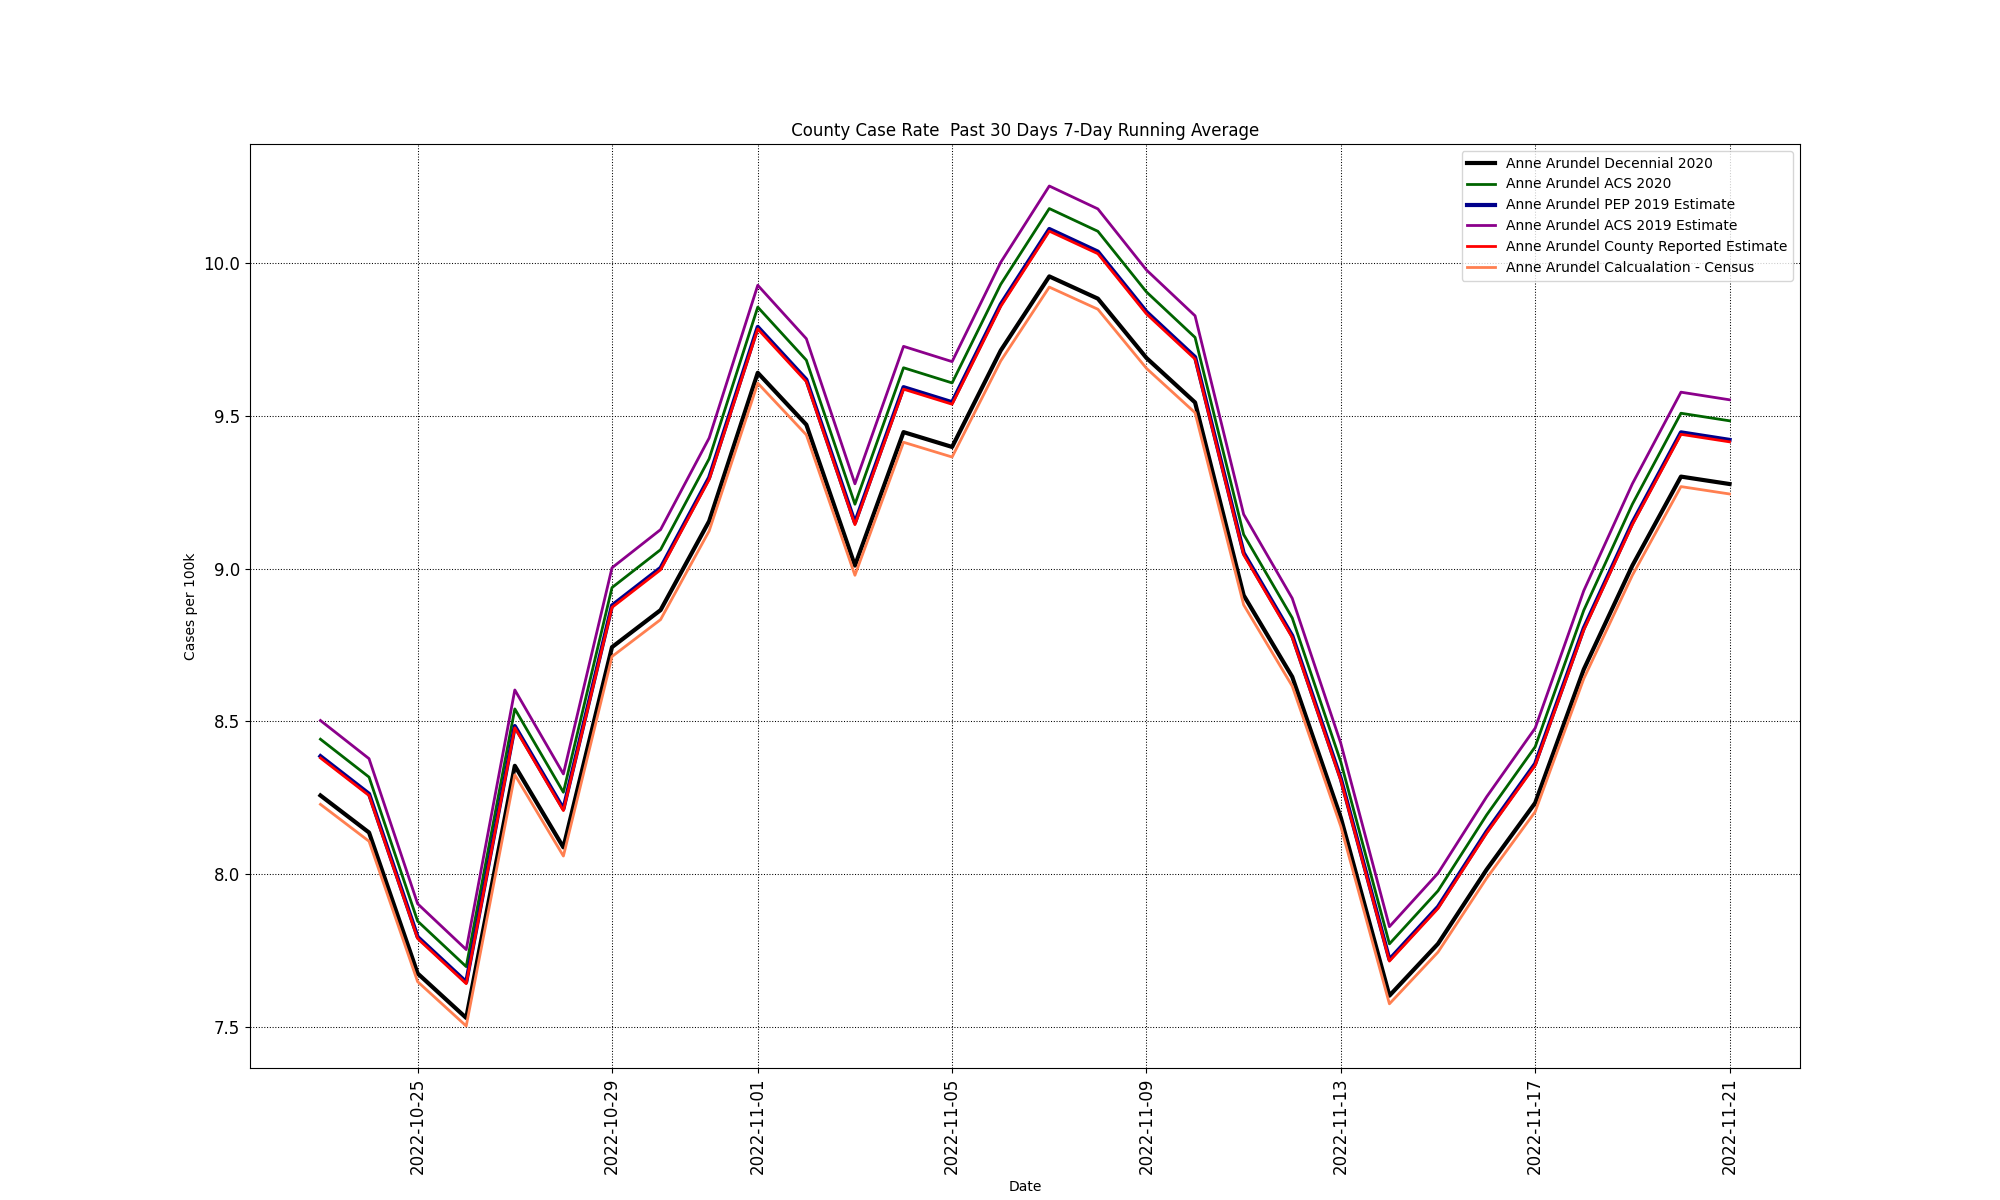 County Case Rate  Past 30 Days 7-Day Running Average
Anne Arundel Decennial 2020
Anne Arundel ACS 2020
Anne Arundel PEP 2019 Estimate
Anne Arundel ACS 2019 Estimate
Anne Arundel County Reported Estimate
Anne Arundel Calcualation - Census
Cases per 100k
10.0
9.5
9.0
8.5
8.0
7.5
2022-10-25
2022-10-29
2022-11-01
2022-11-05
2022-11-09
2022-11-13
2022-11-17
2022-11-21
Date